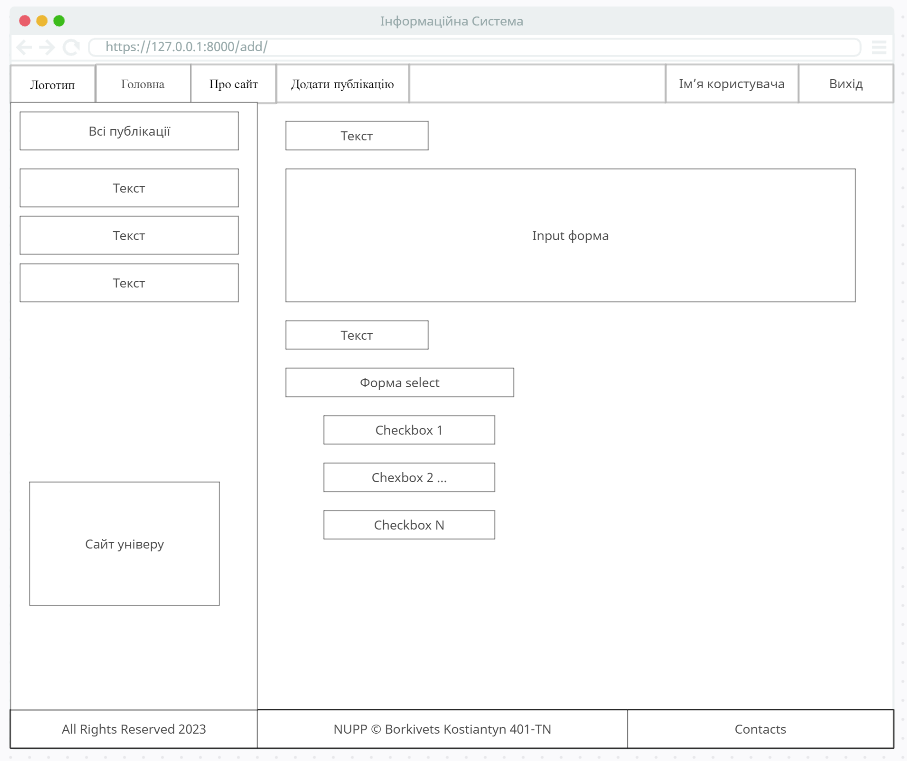 Інформаційна Система
https://127.0.0.1:8000/add/
Логотип
Головна
Про сайт
Додати публікацію
Ім’я користувача
Вихід
Всі публікації
Текст
Текст
Текст
Сайт універу
Текст
Input форма
Текст
Форма select
Checkbox 1
Chexbox 2 ...
Checkbox N
All Rights Reserved 2023
NUPP © Borkivets Kostiantyn 401-TN
Contacts